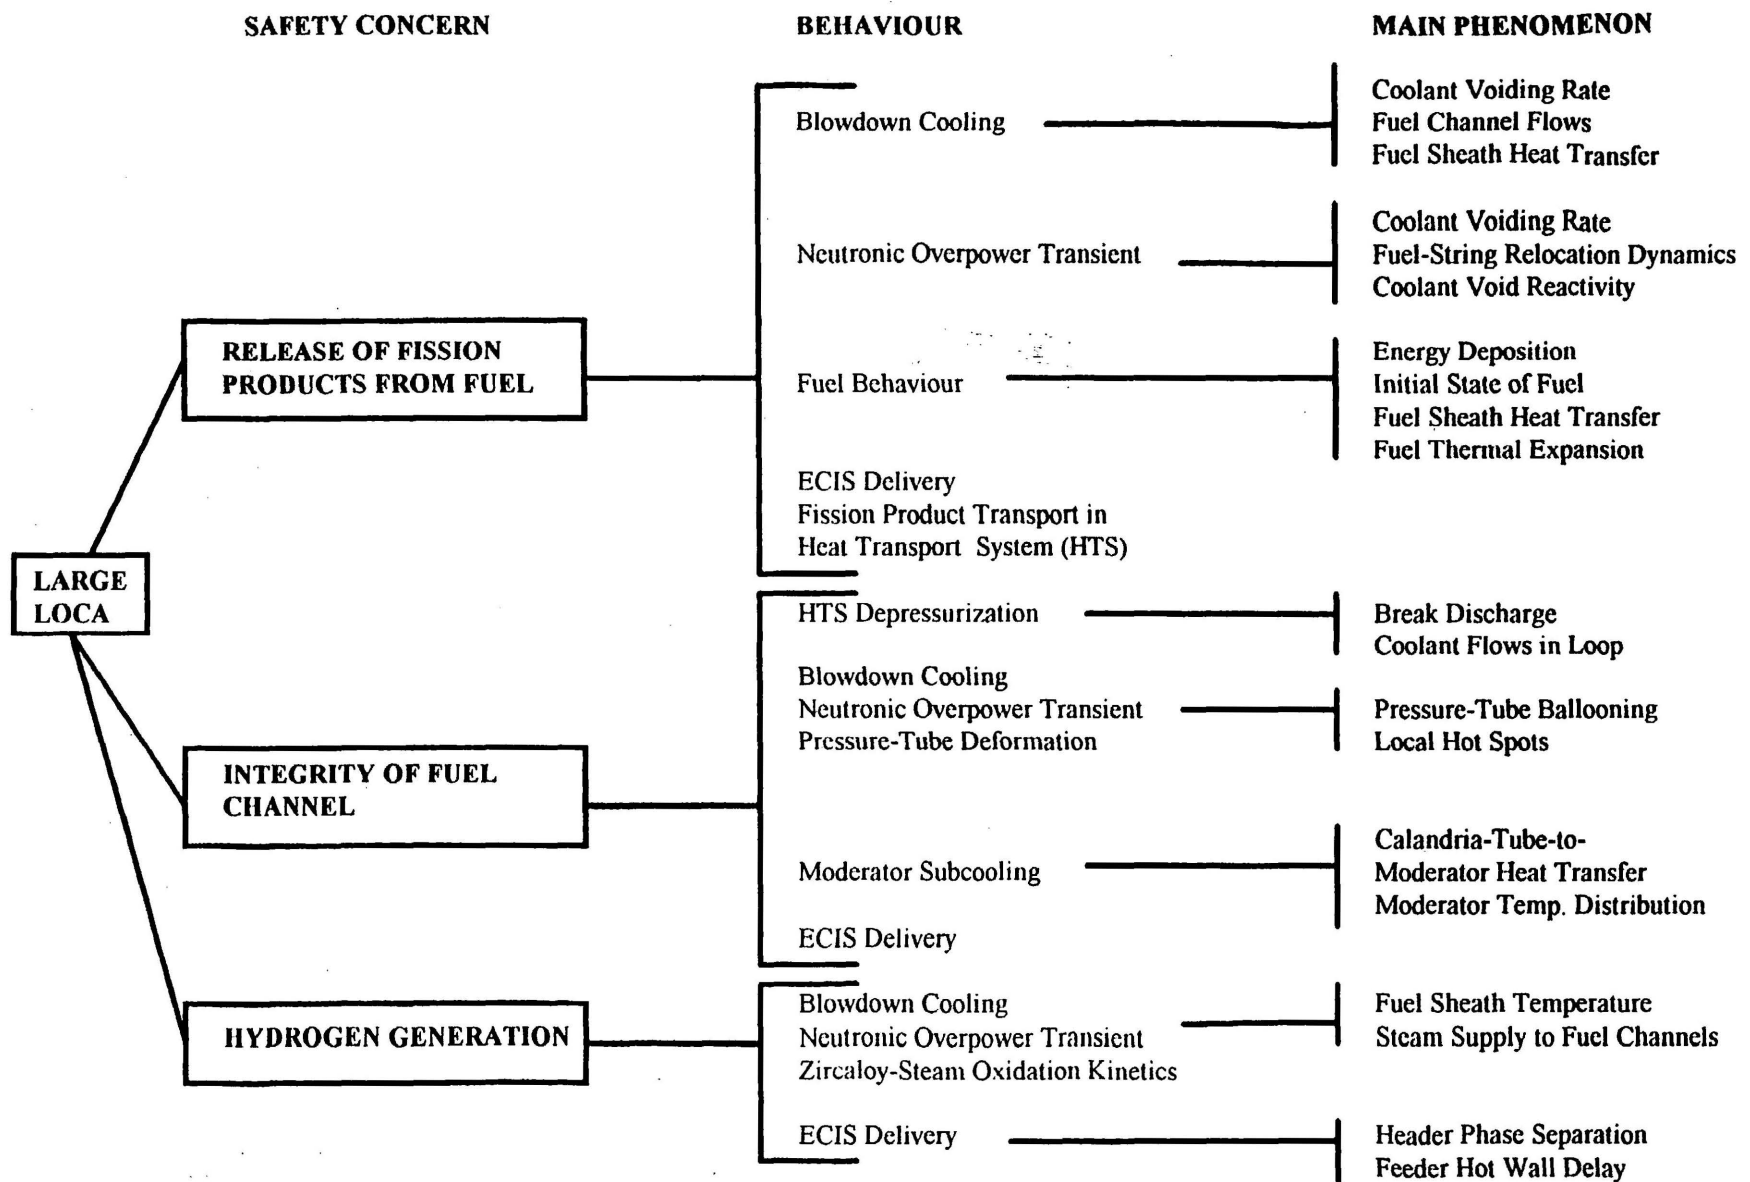 SAFETY CONCERN
BEHAVIOUR
MAIN PHENOMENON
LARGE
LOCA
RELEASE OF FISSION
PRODUCTS FROM FUEL
Blowdown Cooling
Coolant Voiding Rate
Fuel Channel Flows
Fuel Sheath Heat Transfer
Neutronic Overpower Transient
Coolant Voiding Rate
Fuel-String Relocation Dynamics
Coolant Void Reactivity
Fuel Behaviour
Energy Deposition
Initial State of Fuel
Fuel Sheath Heat Transfer
Fuel Thermal Expansion
ECIS Delivery
Fission Product Transport in
Heat Transport System (HTS)
INTEGRITY OF FUEL
CHANNEL
HTS Depressurization
Break Discharge
Coolant Flows in Loop
Blowdown Cooling
Neutronic Overpower Transient
Pressure-Tube Deformation
Pressure-Tube Ballooning
Local Hot Spots
Moderator Subcooling
Calandria-Tube-to-
Moderator Heat Transfer
Moderator Temp. Distribution
ECIS Delivery
HYDROGEN GENERATION
Blowdown Cooling
Neutronic Overpower Transient
Zircaloy-Steam Oxidation Kinetics
Fuel Sheath Temperature
Steam Supply to Fuel Channels
ECIS Delivery
Header Phase Separation
Feeder Hot Wall Delay